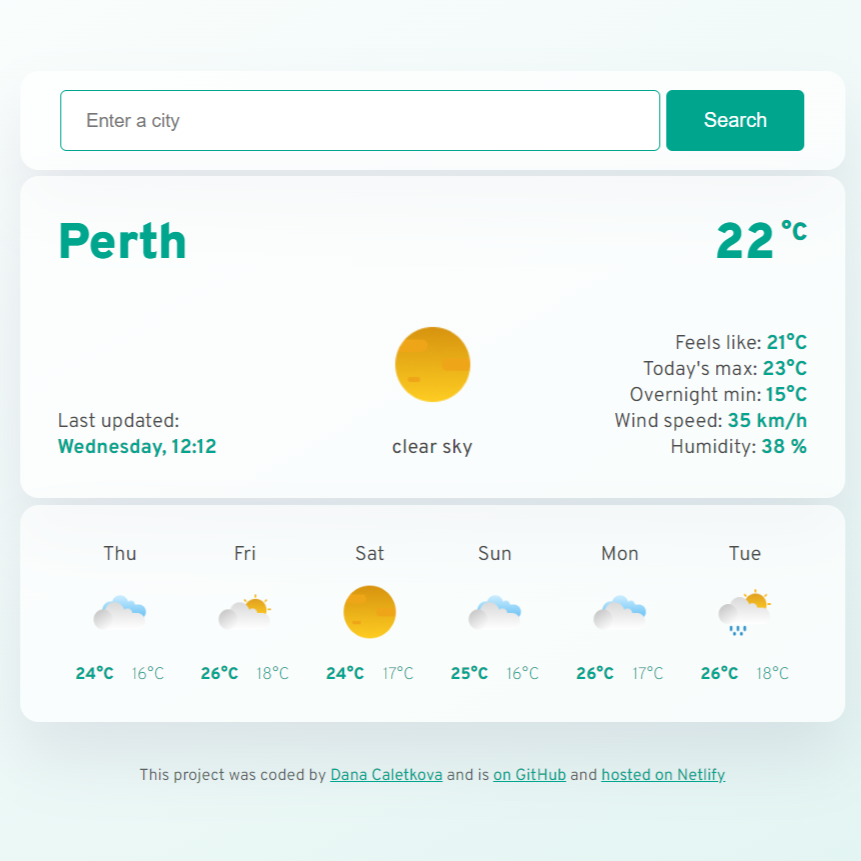 Enter a city
Search
Perth
22 °C
Feels like: 21°C
Today's max: 23°C
Overnight min: 15°C
Wind speed: 35 km/h
Humidity: 38 %
Last updated:
Wednesday, 12:12
clear sky
Thu Fri Sat Sun Mon Tue
24°C 16°C 26°C 18°C 24°C 17°C 25°C 16°C 26°C 17°C 26°C 18°C
This project was coded by Dana Caletkova and is on GitHub and hosted on Netlify